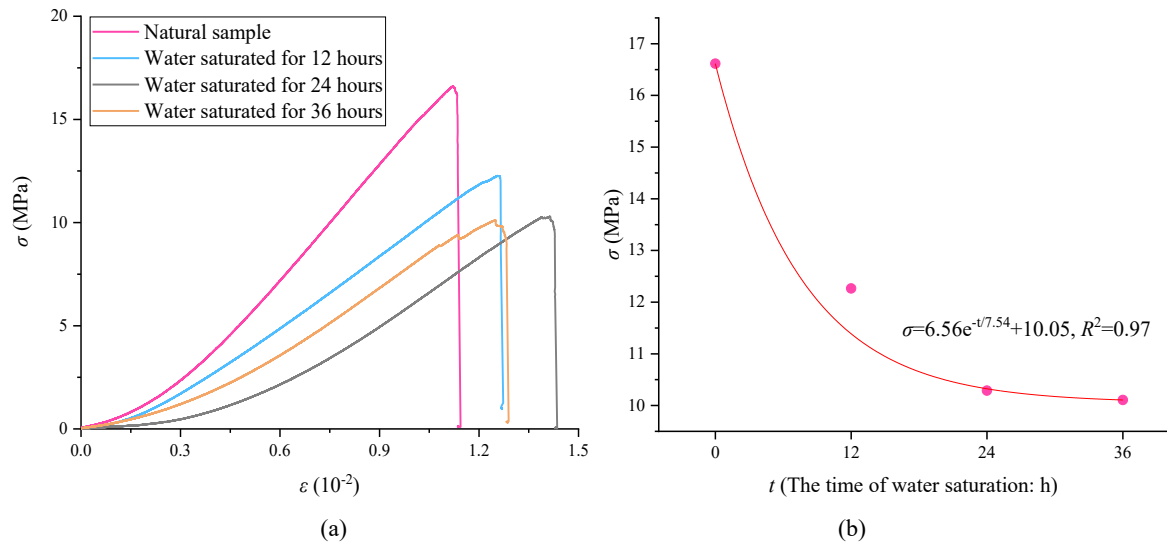 20
15
10
5
0
σ (MPa)
Natural sample
Water saturated for 12 hours
Water saturated for 24 hours
Water saturated for 36 hours
0.0
0.3
0.6
0.9
1.2
1.5
ε (10-2)
(a)
17
16
15
14
13
12
11
10
σ (MPa)
σ=6.56e-t/7.54+10.05, R2=0.97
0
12
24
36
t (The time of water saturation: h)
(b)